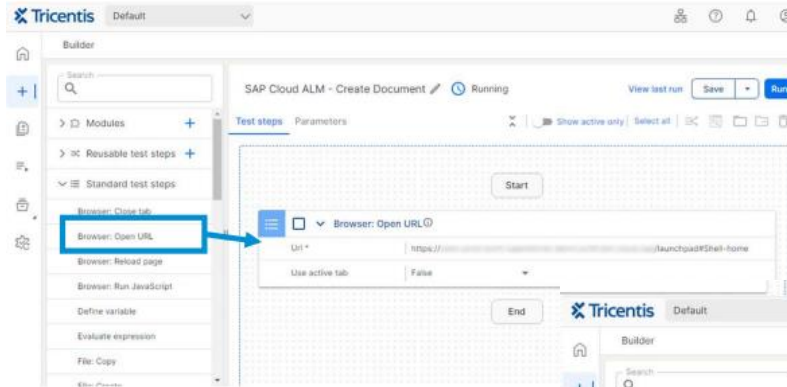 Tricentis Default
Builder
Search
SAP Cloud ALM - Create Document Running View last run Save Run
Modules
Test steps Parameters Show active only Select all
Reusable test steps
Standard test steps
Start
Browser: Close tab
Browser: Open URL
Browser: Open URL
Url * https:// /launchpad#Shell-home
Browser: Reload page
Use active tab False
Browser: Run JavaScript
Define variable
End
Tricentis Default
Evaluate expression
Builder
File: Copy
Search
File: Create